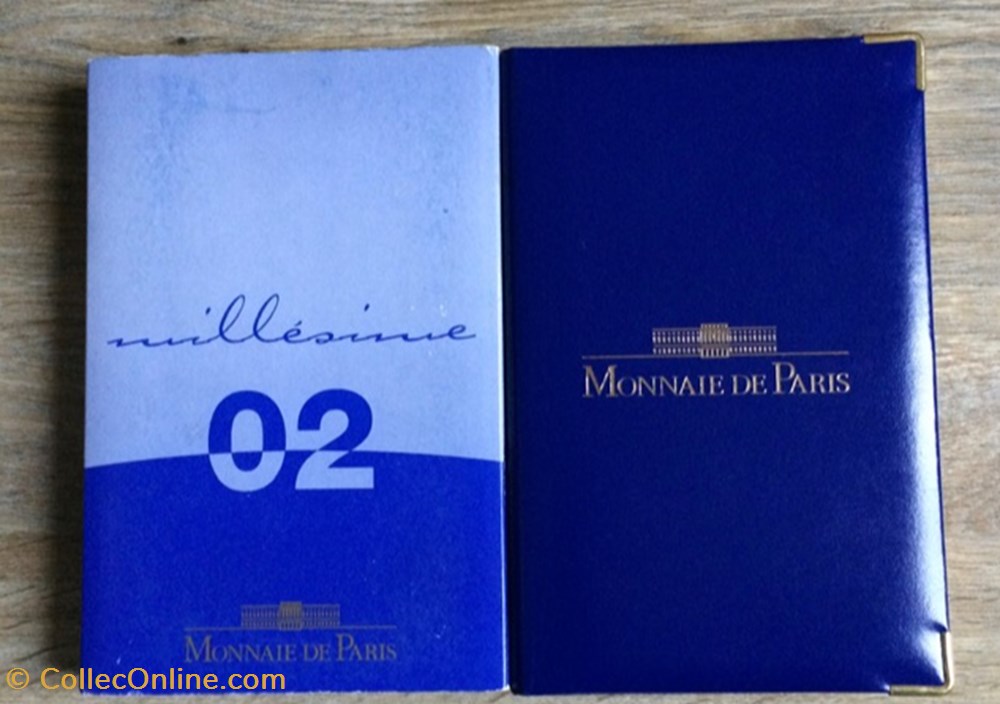 millésime
02
MONNAIE DE PARIS
MONNAIE DE PARIS
© CollecOnline.com